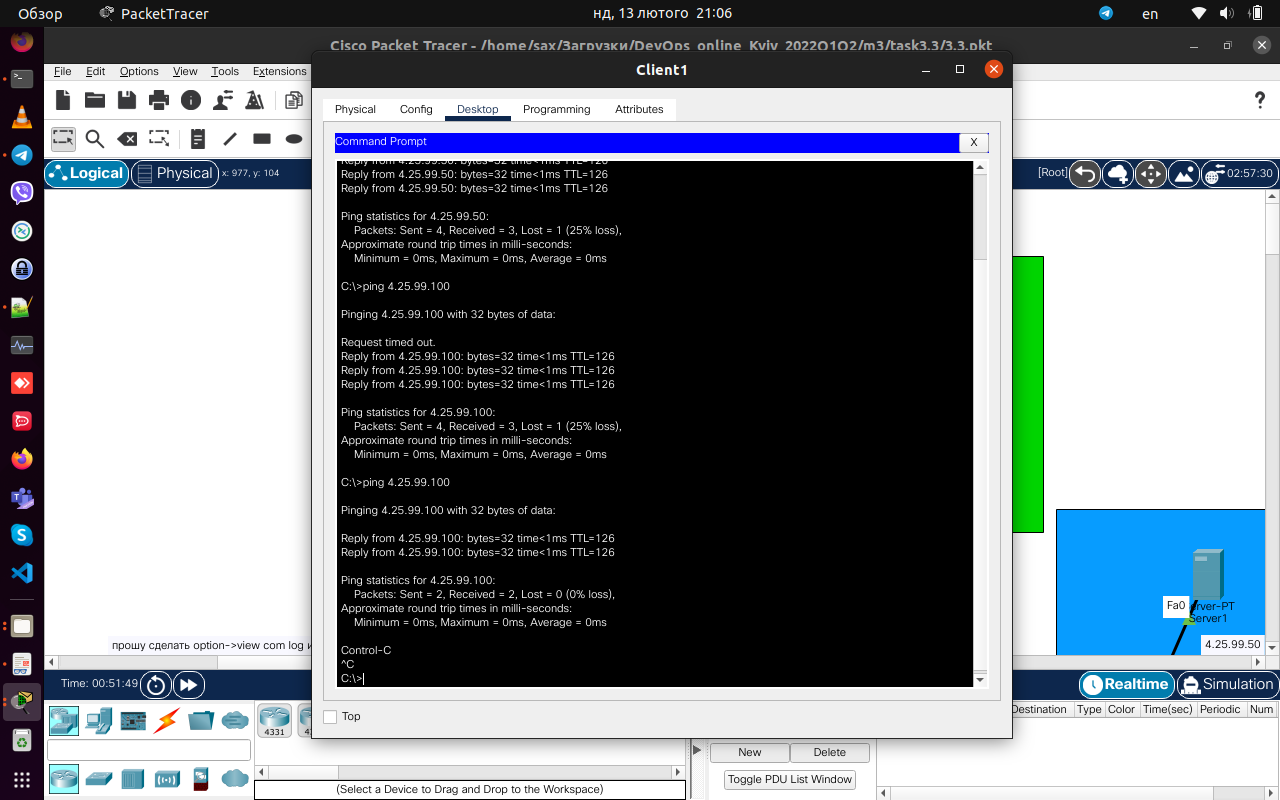 Обзор
PacketTracer
нд, 13 лютого 21:06
en
Cisco Packet Tracer - /home/sax/Загрузки/DevOps_online_Kyiv_2022Q1Q2/m3/task3.3/3.3.pkt
File Edit Options View Tools Extensions
Logical
Physical
x: 977, y: 104
[Root]
02:57:30
Client1
Physical Config Desktop Programming Attributes
Command Prompt
X
Reply from 4.25.99.50: bytes=32 time<1ms TTL=126
Reply from 4.25.99.50: bytes=32 time<1ms TTL=126
Reply from 4.25.99.50: bytes=32 time<1ms TTL=126
Ping statistics for 4.25.99.50:
Packets: Sent = 4, Received = 3, Lost = 1 (25% loss),
Approximate round trip times in milli-seconds:
Minimum = 0ms, Maximum = 0ms, Average = 0ms
C:\>ping 4.25.99.100
Pinging 4.25.99.100 with 32 bytes of data:
Request timed out.
Reply from 4.25.99.100: bytes=32 time<1ms TTL=126
Reply from 4.25.99.100: bytes=32 time<1ms TTL=126
Reply from 4.25.99.100: bytes=32 time<1ms TTL=126
Ping statistics for 4.25.99.100:
Packets: Sent = 4, Received = 3, Lost = 1 (25% loss),
Approximate round trip times in milli-seconds:
Minimum = 0ms, Maximum = 0ms, Average = 0ms
C:\>ping 4.25.99.100
Pinging 4.25.99.100 with 32 bytes of data:
Reply from 4.25.99.100: bytes=32 time<1ms TTL=126
Reply from 4.25.99.100: bytes=32 time<1ms TTL=126
Ping statistics for 4.25.99.100:
Packets: Sent = 2, Received = 2, Lost = 0 (0% loss),
Approximate round trip times in milli-seconds:
Minimum = 0ms, Maximum = 0ms, Average = 0ms
Control-C
^C
C:\>
Top
Fa0
erver-PT
Server1
4.25.99.50
прошу сделать option->view com log и
Time: 00:51:49
Realtime
Simulation
4331
Destination Type Color Time(sec) Periodic Num
New
Delete
Toggle PDU List Window
(Select a Device to Drag and Drop to the Workspace)